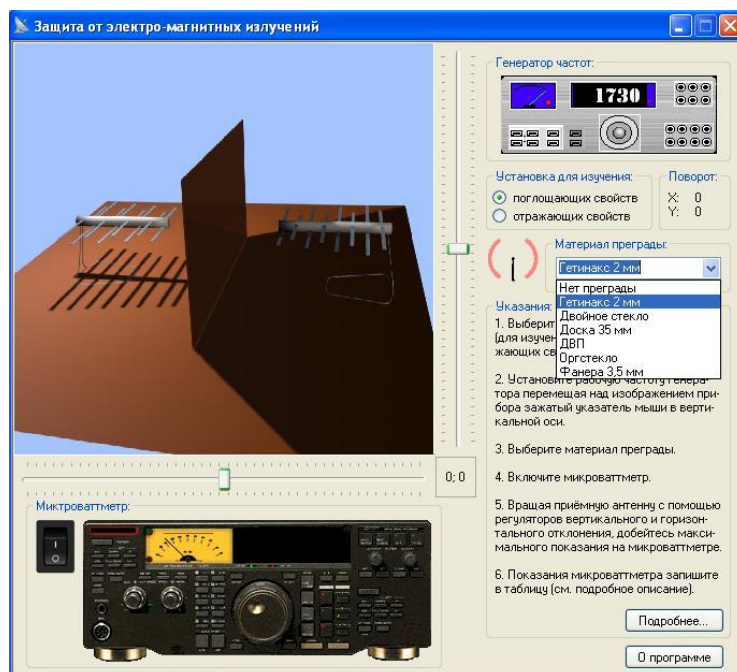 Защита от электро-магнитных излучений
Генератор частот:
1730
Установка для изучения:
Поворот:
поглощающих свойств
X: 0
отражающих свойств
Y: 0
Материал преграды:
Гетинакс 2 мм
Нет преграды
Гетинакс 2 мм
Двойное стекло
Доска 35 мм
ДВП
Оргстекло
Фанера 3,5 мм
Указания:
1. Выберит
(для изучен
жающих св
2. Установите рабочую частоту генера-
тора перемещая над изображением при-
бора зажатый указатель мыши в верти-
кальной оси.
3. Выберите материал преграды.
4. Включите микроваттметр.
5. Вращая приёмную антенну с помощью
регуляторов вертикального и горизон-
тального отклонения, добейтесь макси-
мального показания на микроваттметре.
6. Показания микроваттметра запишите
в таблицу (см. подробное описание).
0; 0
Миктроваттметр:
Подробнее...
О программе